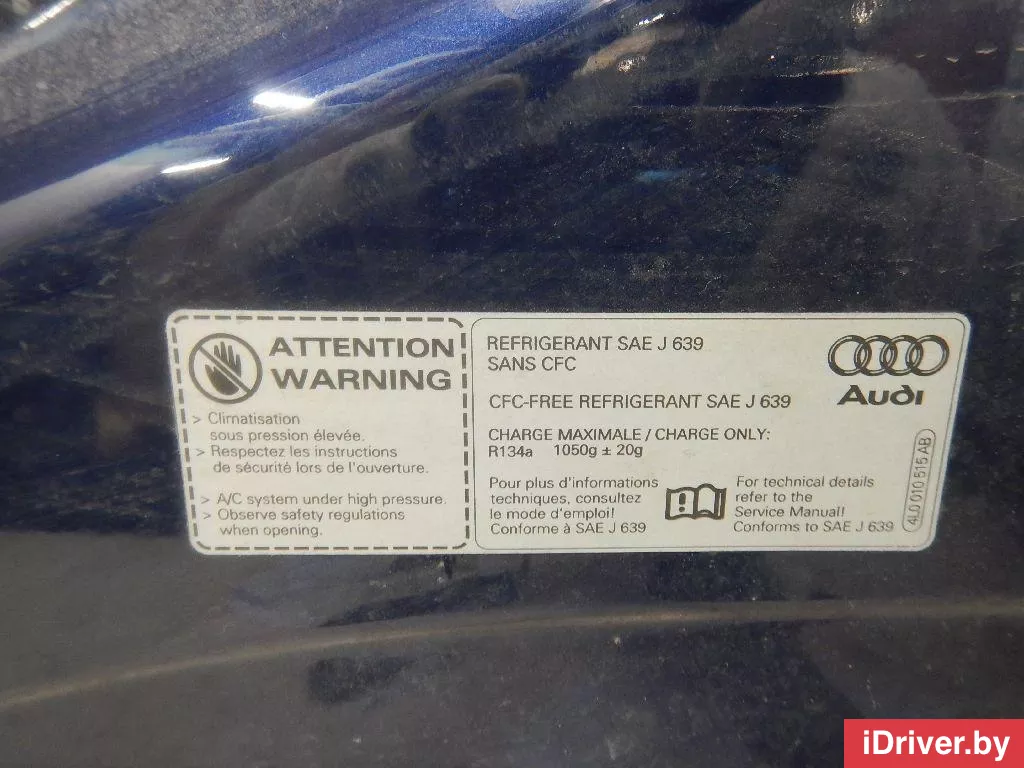 ATTENTION
WARNING
> Climatisation
sous pression élevée.
> Respectez les instructions
de sécurité lors de l'ouverture.
> A/C system under high pressure.
> Observe safety regulations
when opening.
REFRIGERANT SAE J 639
SANS CFC
CFC-FREE REFRIGERANT SAE J 639
CHARGE MAXIMALE / CHARGE ONLY:
R134a 1050g ± 20g
Pour plus d'informations
techniques, consultez
le mode d'emploi!
Conforme à SAE J 639
For technical details
refer to the
Service Manual!
Conforms to SAE J 639
Audi
4L0 010 515 AB
iDriver.by